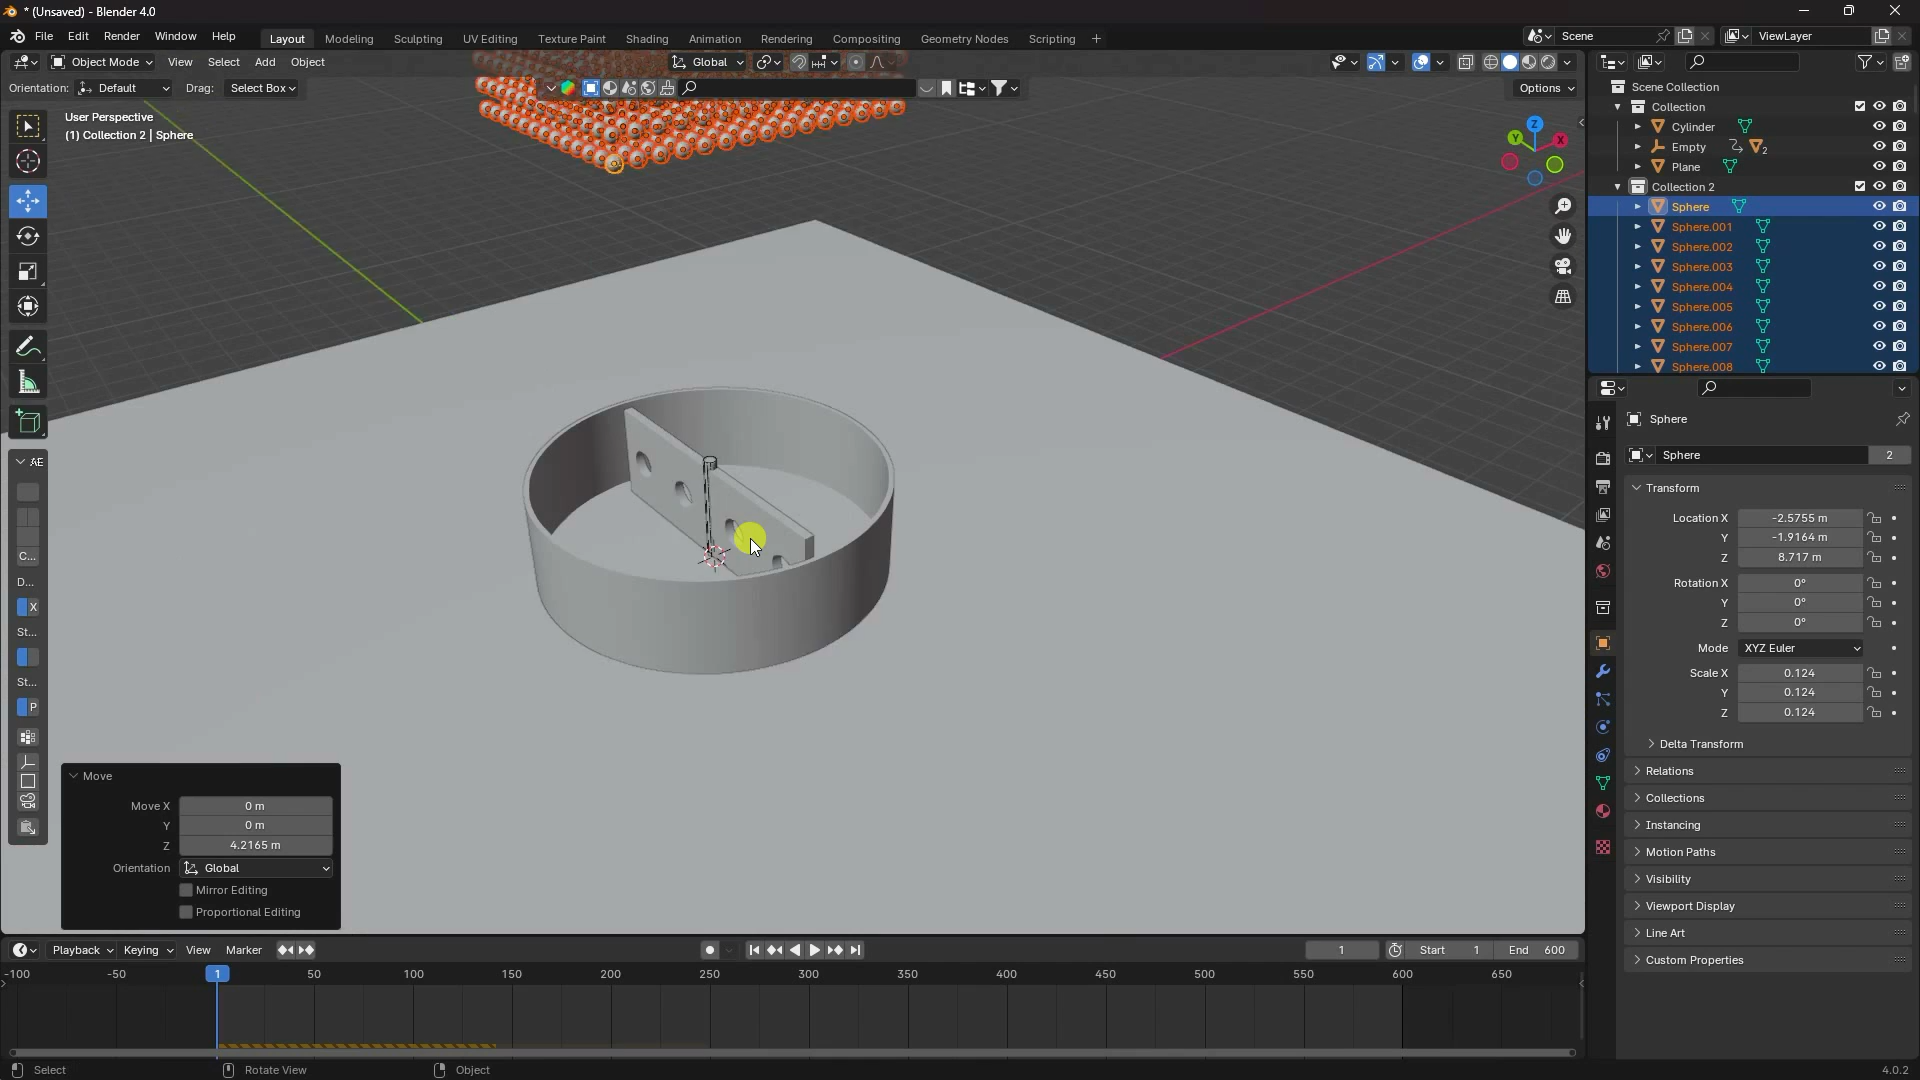 * (Unsaved) - Blender 4.0
File Edit Render Window Help
Layout Modeling Sculpting UV Editing Texture Paint Shading Animation Rendering Compositing Geometry Nodes Scripting
Scene
ViewLayer
Object Mode View Select Add Object
Global
Orientation: Default Drag: Select Box
Options
User Perspective
(1) Collection 2 | Sphere
Z
Y
X
AE
C...
D...
X
St...
St...
P
Move
Move X 0 m
Y 0 m
Z 4.2165 m
Orientation Global
Mirror Editing
Proportional Editing
Scene Collection
Collection
Cylinder
Empty 2
Plane
Collection 2
Sphere
Sphere.001
Sphere.002
Sphere.003
Sphere.004
Sphere.005
Sphere.006
Sphere.007
Sphere.008
Sphere
Sphere 2
Transform
Location X -2.5755 m
Y -1.9164 m
Z 8.717 m
Rotation X 0°
Y 0°
Z 0°
Mode XYZ Euler
Scale X 0.124
Y 0.124
Z 0.124
Delta Transform
Relations
Collections
Instancing
Motion Paths
Visibility
Viewport Display
Line Art
Custom Properties
Playback Keying View Marker
1 Start 1 End 600
-100 -50 1 50 100 150 200 250 300 350 400 450 500 550 600 650
Select Rotate View Object
4.0.2